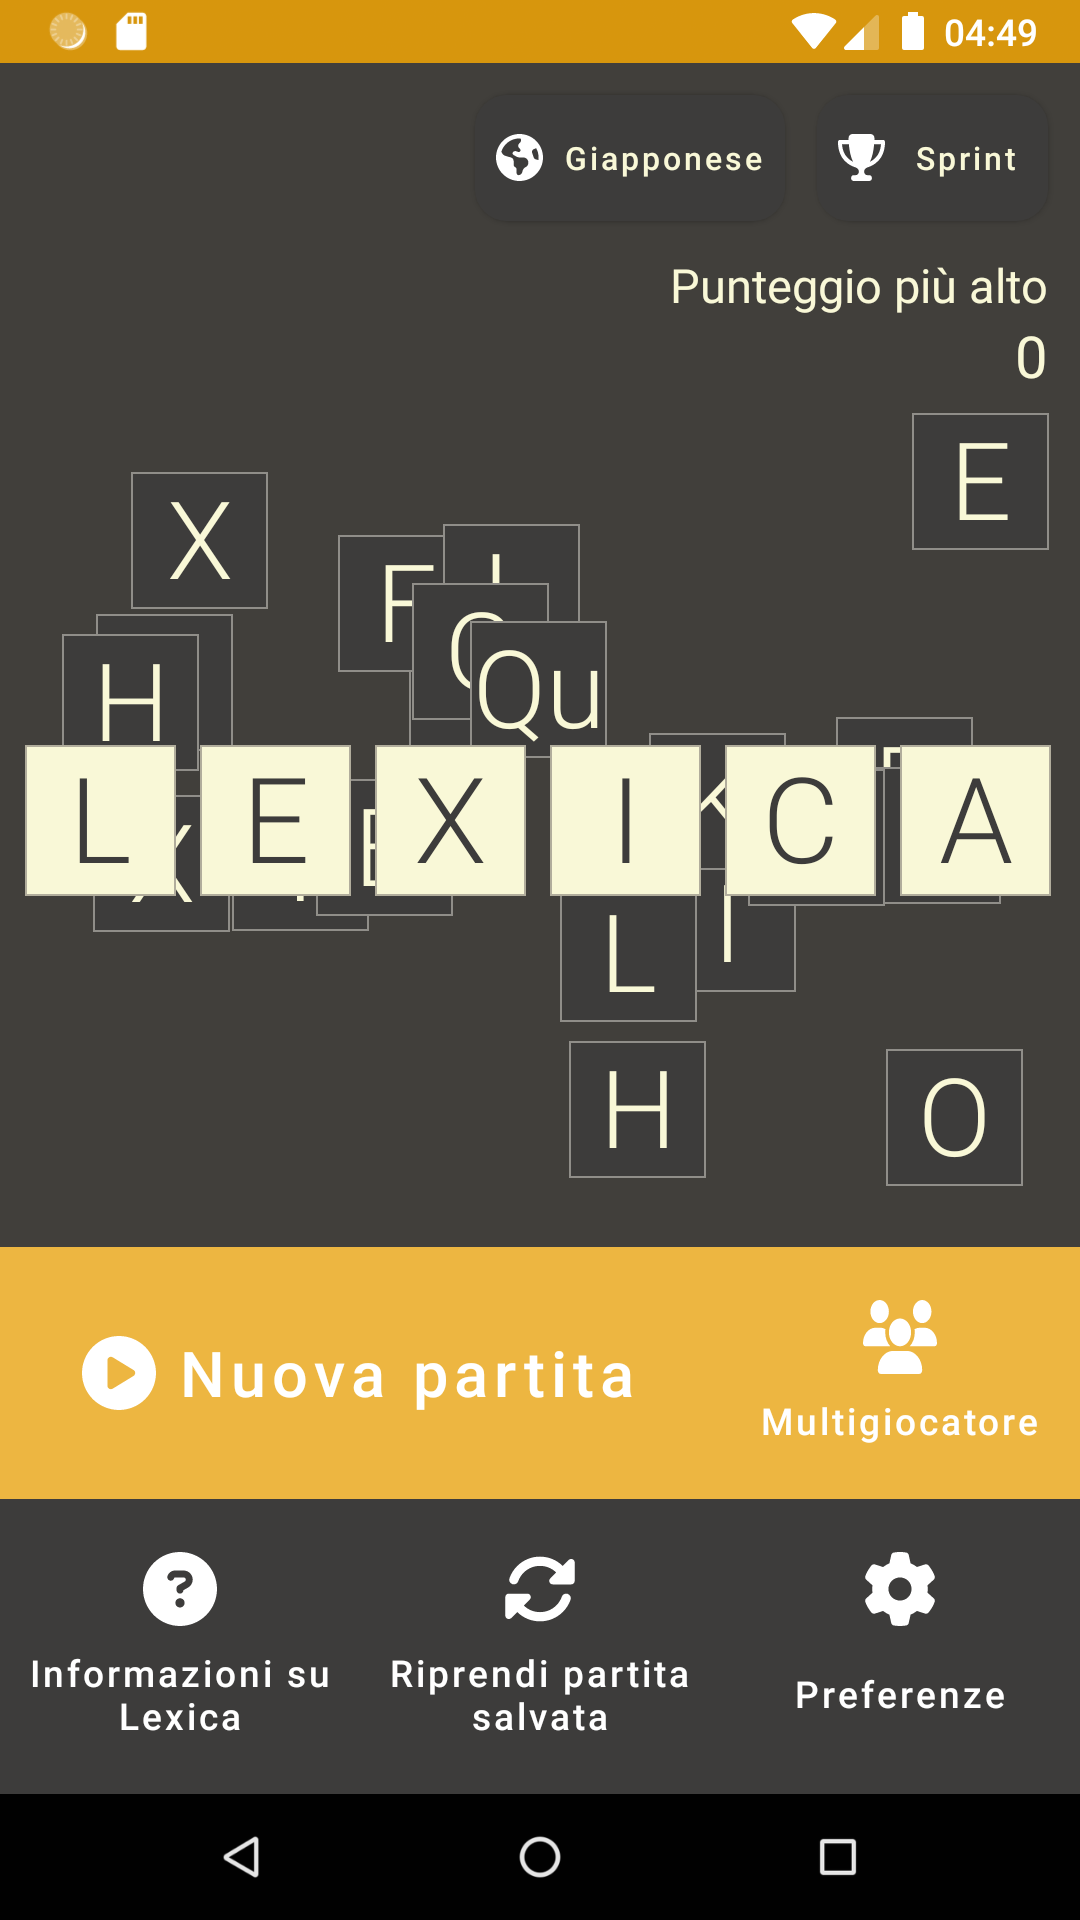 04:49
Giapponese
Sprint
Punteggio più alto
0
E
X
H
Qu
L E X I C A
L
H
O
Nuova partita
Multigiocatore
Informazioni su
Lexica
Riprendi partita
salvata
Preferenze